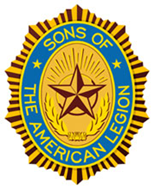 SONS OF
THE AMERICAN LEGION